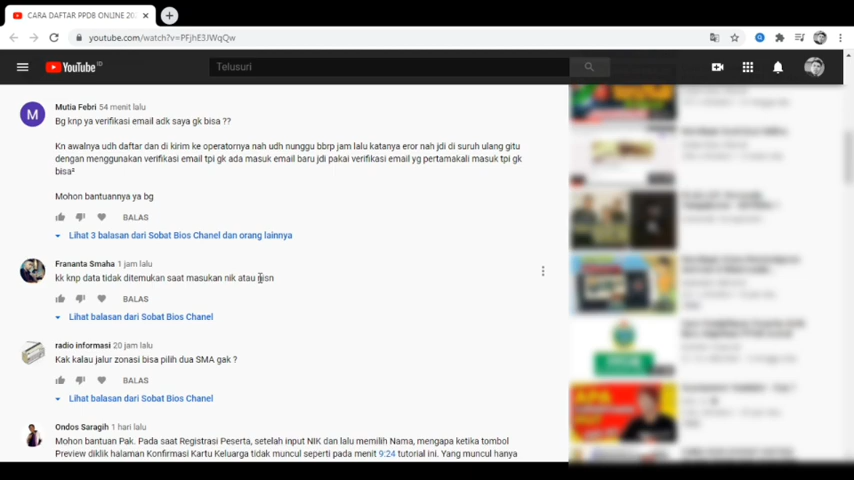 CARA DAFTAR PPDB ONLINE 202
youtube.com/watch?v=PFjhE3JWqQw
YouTube ID
Telusuri
M
Mutia Febri 54 menit lalu
Bg knp ya verifikasi email adk saya gk bisa ??
Kn awalnya udh daftar dan di kirim ke operatornya nah udh nunggu bbrp jam lalu katanya eror nah jdi di suruh ulang gitu
dengan menggunakan verifikasi email tpi gk ada masuk email baru jdi pakai verifikasi email yg pertamakali masuk tpi gk
bisa²
Mohon bantuannya ya bg
BALAS
Lihat 3 balasan dari Sobat Bios Chanel dan orang lainnya
Frananta Smaha 1 jam lalu
kk knp data tidak ditemukan saat masukan nik atau nisn
BALAS
Lihat balasan dari Sobat Bios Chanel
radio informasi 20 jam lalu
Kak kalau jalur zonasi bisa pilih dua SMA gak ?
BALAS
Lihat balasan dari Sobat Bios Chanel
Ondos Saragih 1 hari lalu
Mohon bantuan Pak. Pada saat Registrasi Peserta, setelah input NIK dan lalu memilih Nama, mengapa ketika tombol
Preview diklik halaman Konfirmasi Kartu Keluarga tidak muncul seperti pada menit 9:24 tutorial ini. Yang muncul hanya